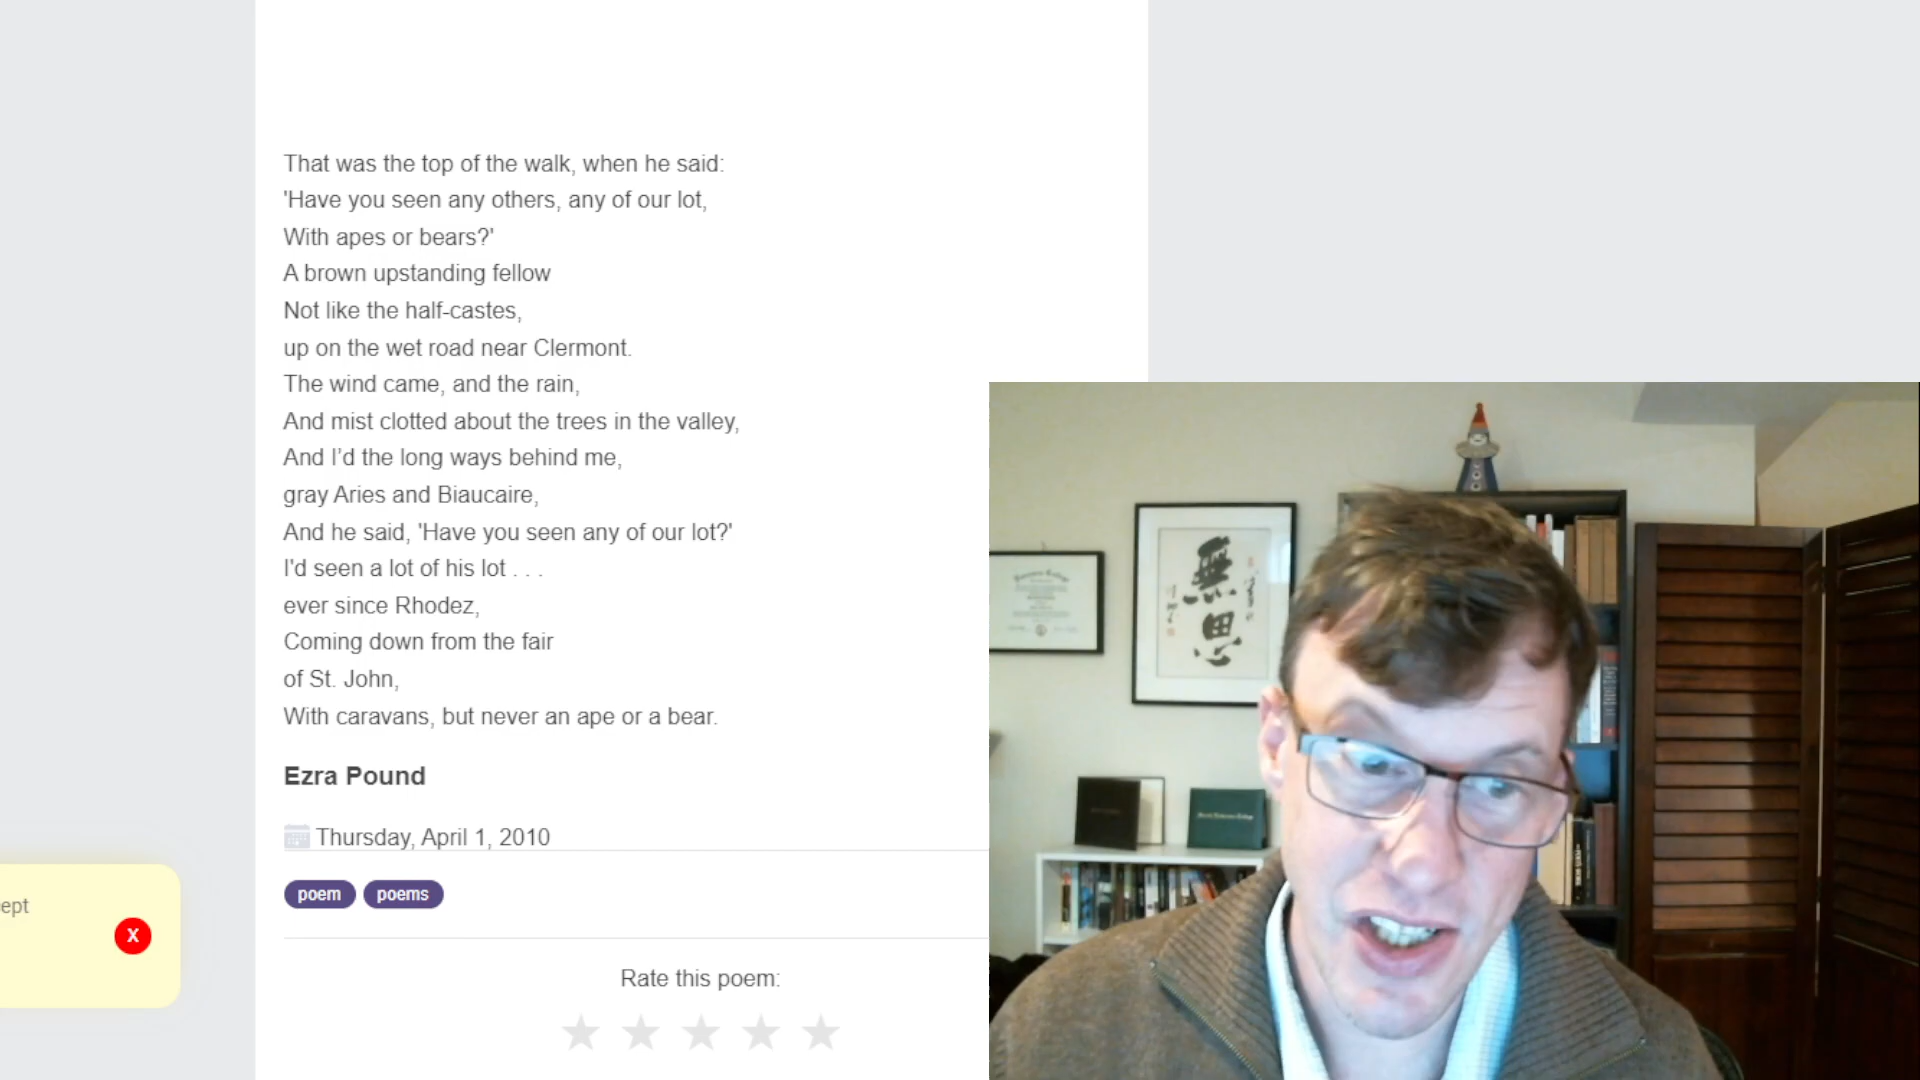 That was the top of the walk, when he said:
'Have you seen any others, any of our lot,
With apes or bears?'
A brown upstanding fellow
Not like the half-castes,
up on the wet road near Clermont.
The wind came, and the rain,
And mist clotted about the trees in the valley,
And I'd the long ways behind me,
gray Aries and Biaucaire,
And he said, 'Have you seen any of our lot?'
I'd seen a lot of his lot . . .
ever since Rhodez,
Coming down from the fair
of St. John,
With caravans, but never an ape or a bear.
Ezra Pound
Thursday, April 1, 2010
poem poems
ept
X
Rate this poem:
無
思